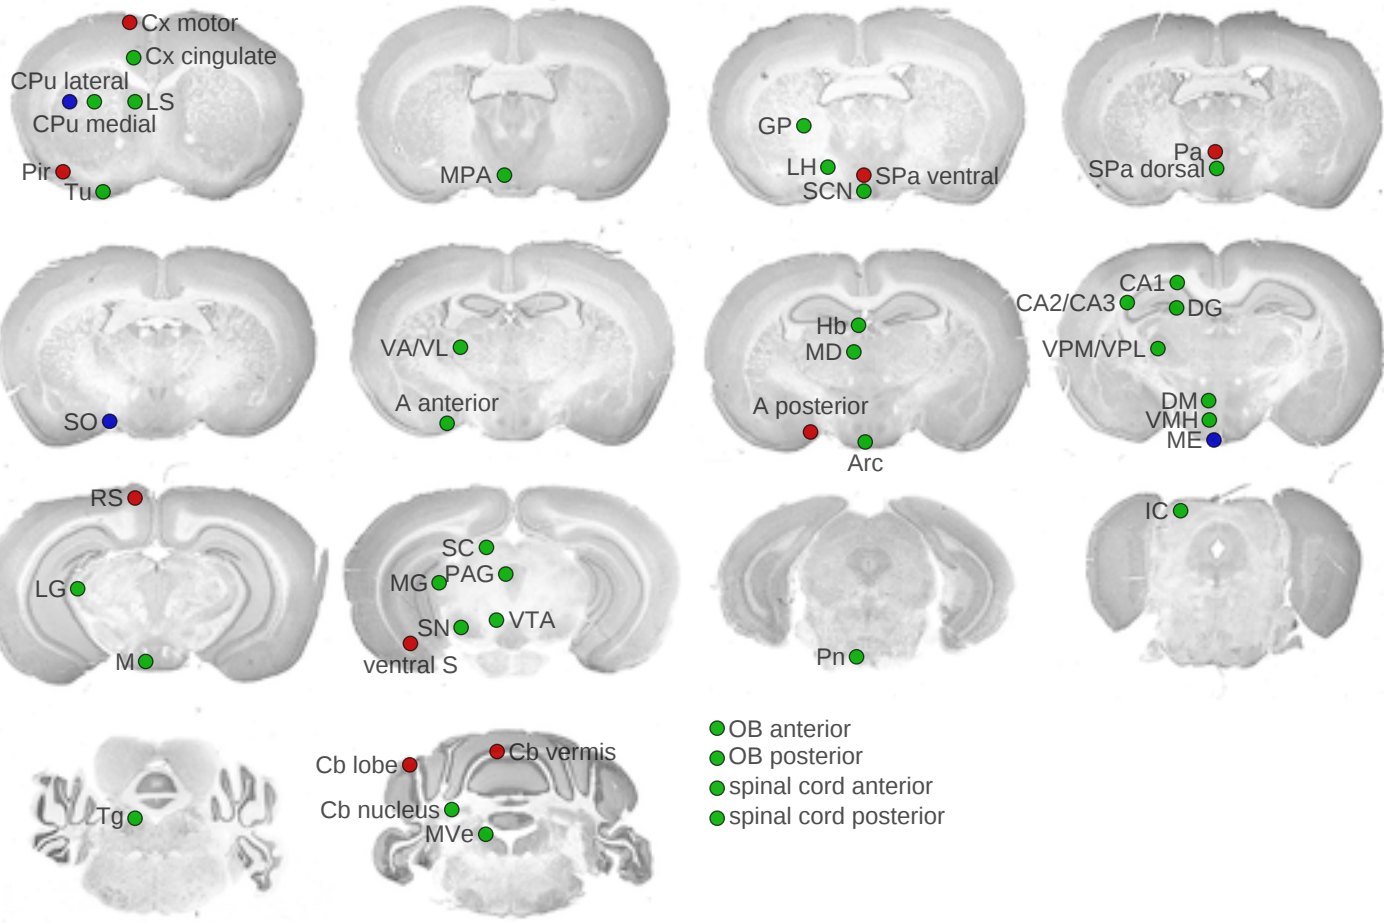 Cx motor
Cx cingulate
CPu lateral
LS
CPu medial
Pir
Tu
MPA
GP
LH
SPa ventral
SCN
Pa
SPa dorsal
SO
VA/VL
A anterior
Hb
MD
A posterior
Arc
CA1
CA2/CA3
DG
VPM/VPL
DM
VMH
ME
RS
LG
M
SC
MG
PAG
SN
VTA
ventral S
Pn
IC
Tg
Cb lobe
Cb vermis
Cb nucleus
MVe
OB anterior
OB posterior
spinal cord anterior
spinal cord posterior